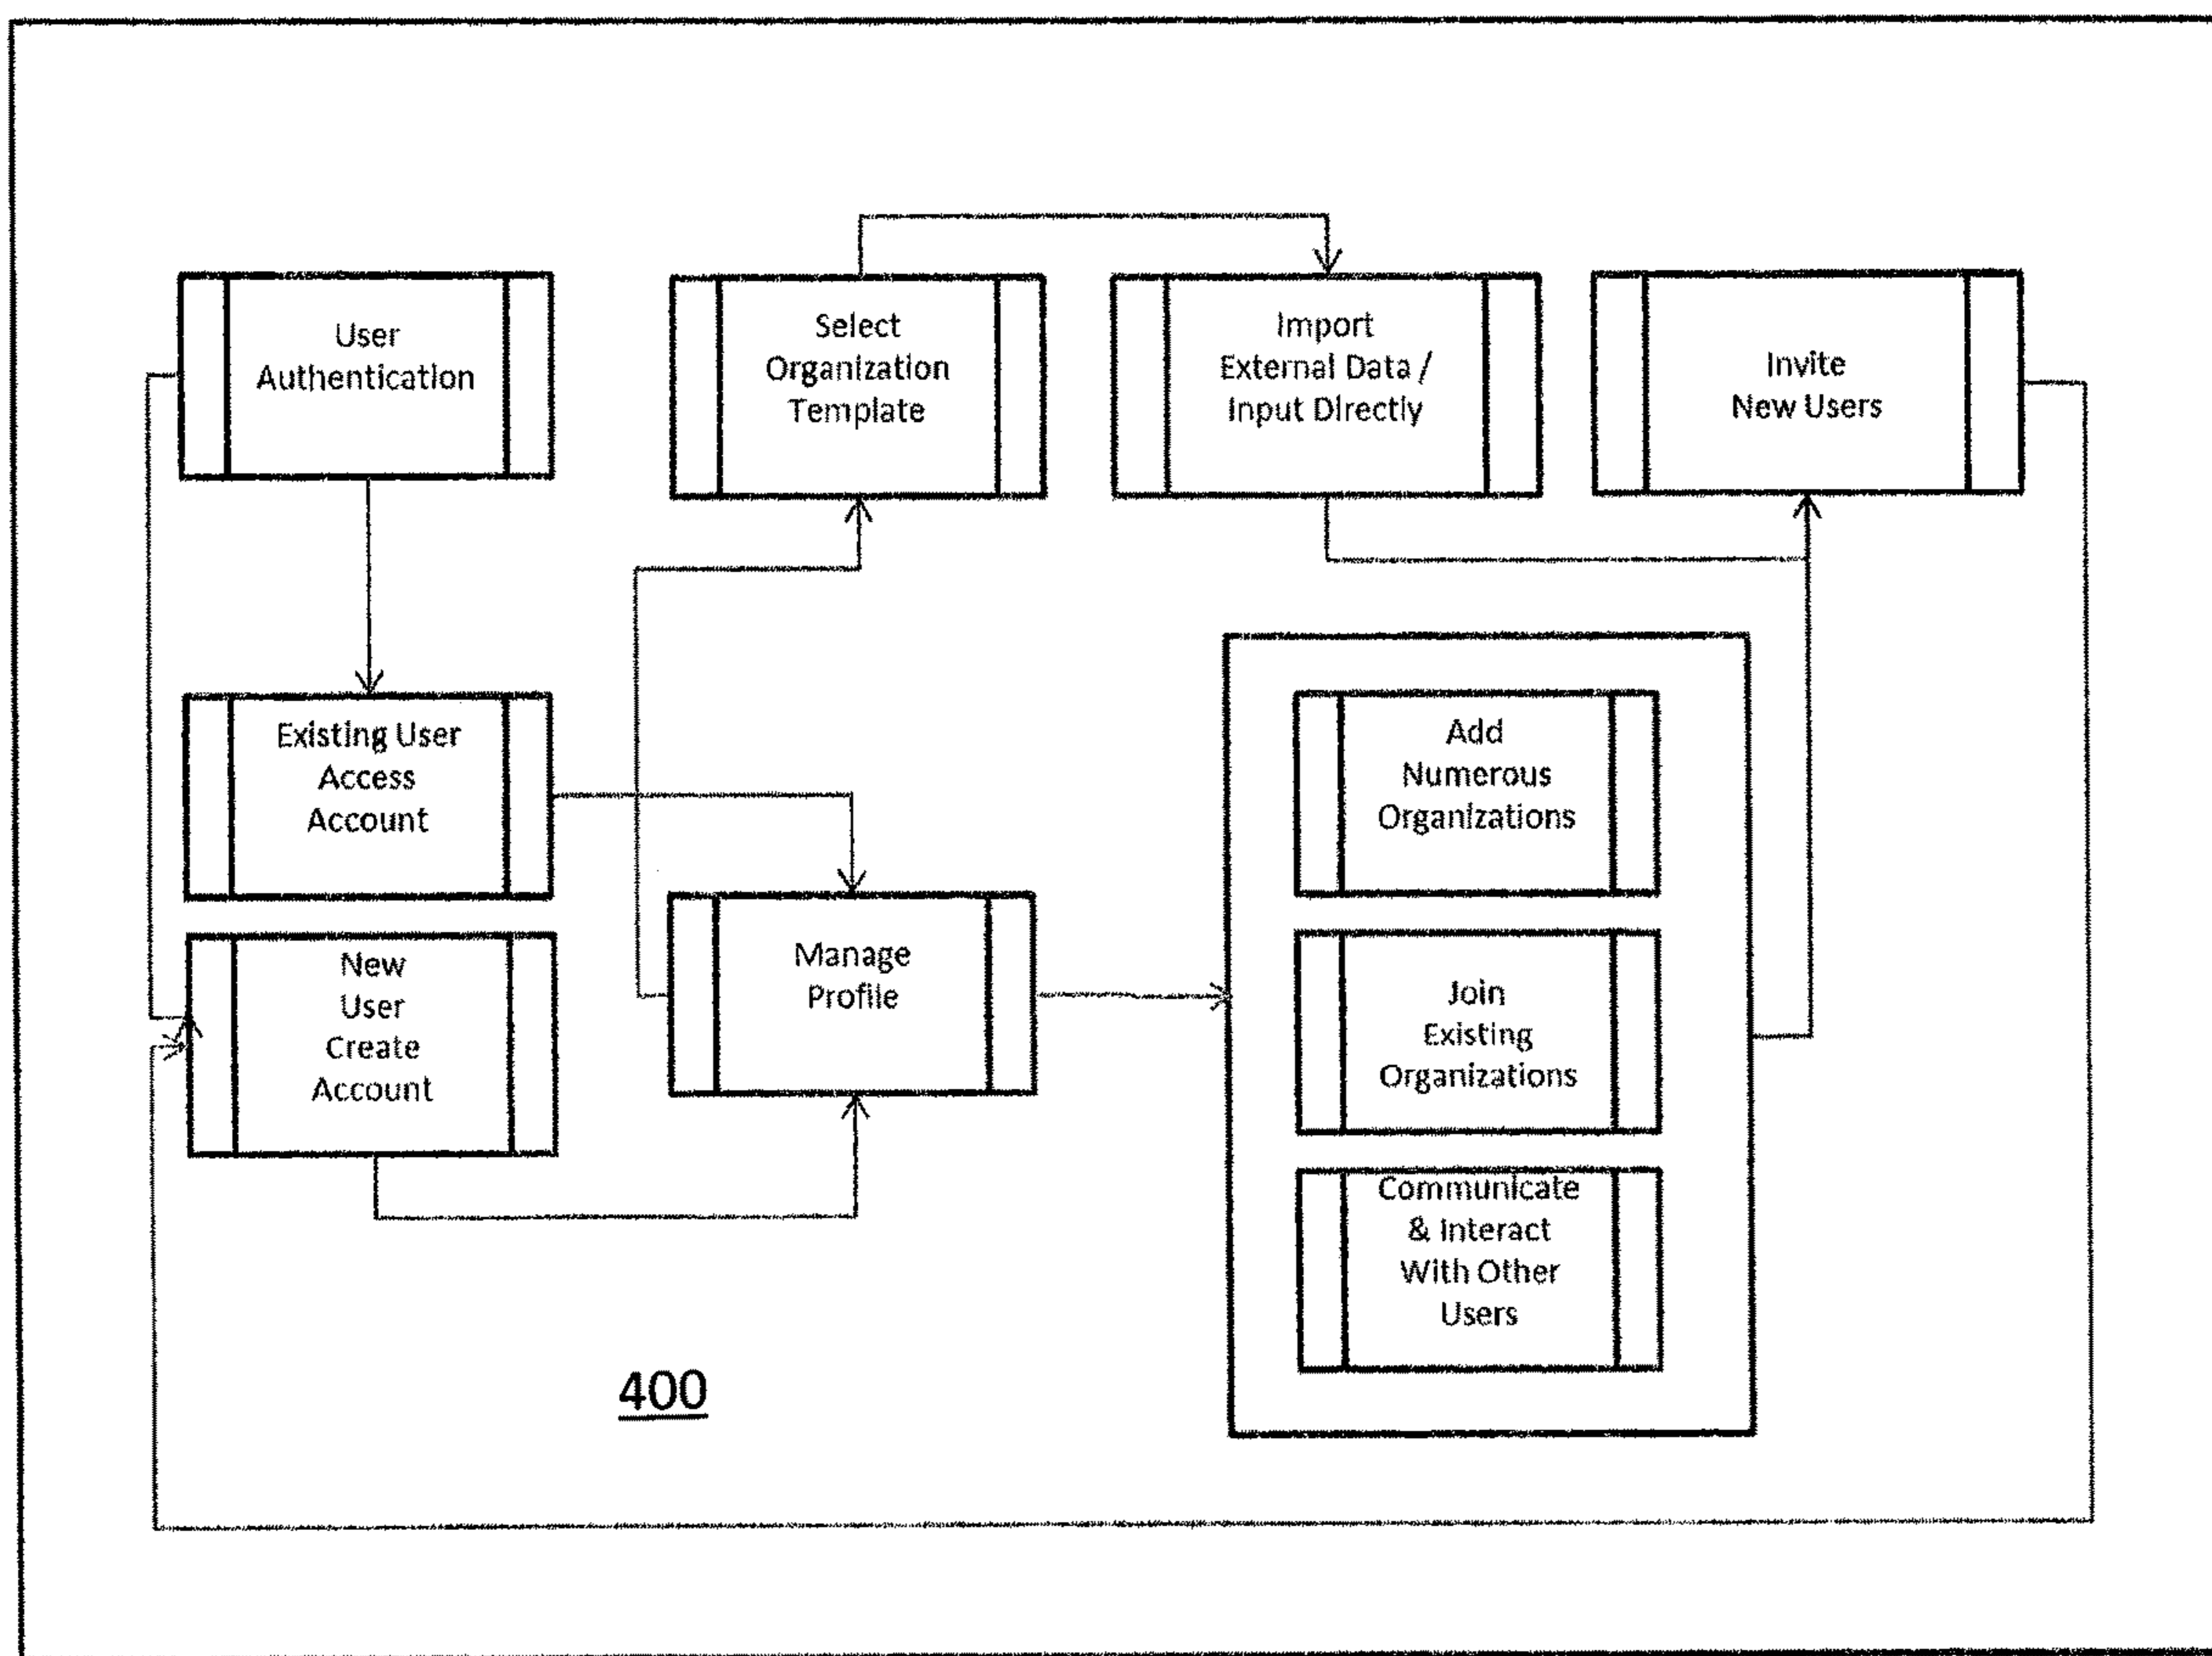 User
Authentication
Select
Organization
Template
Import
External Data /
Input Directly
Invite
New Users
Existing User
Access
Account
New
User
Create
Account
Manage
Profile
Add
Numerous
Organizations
Join
Existing
Organizations
Communicate
& Interact
With Other
Users
400